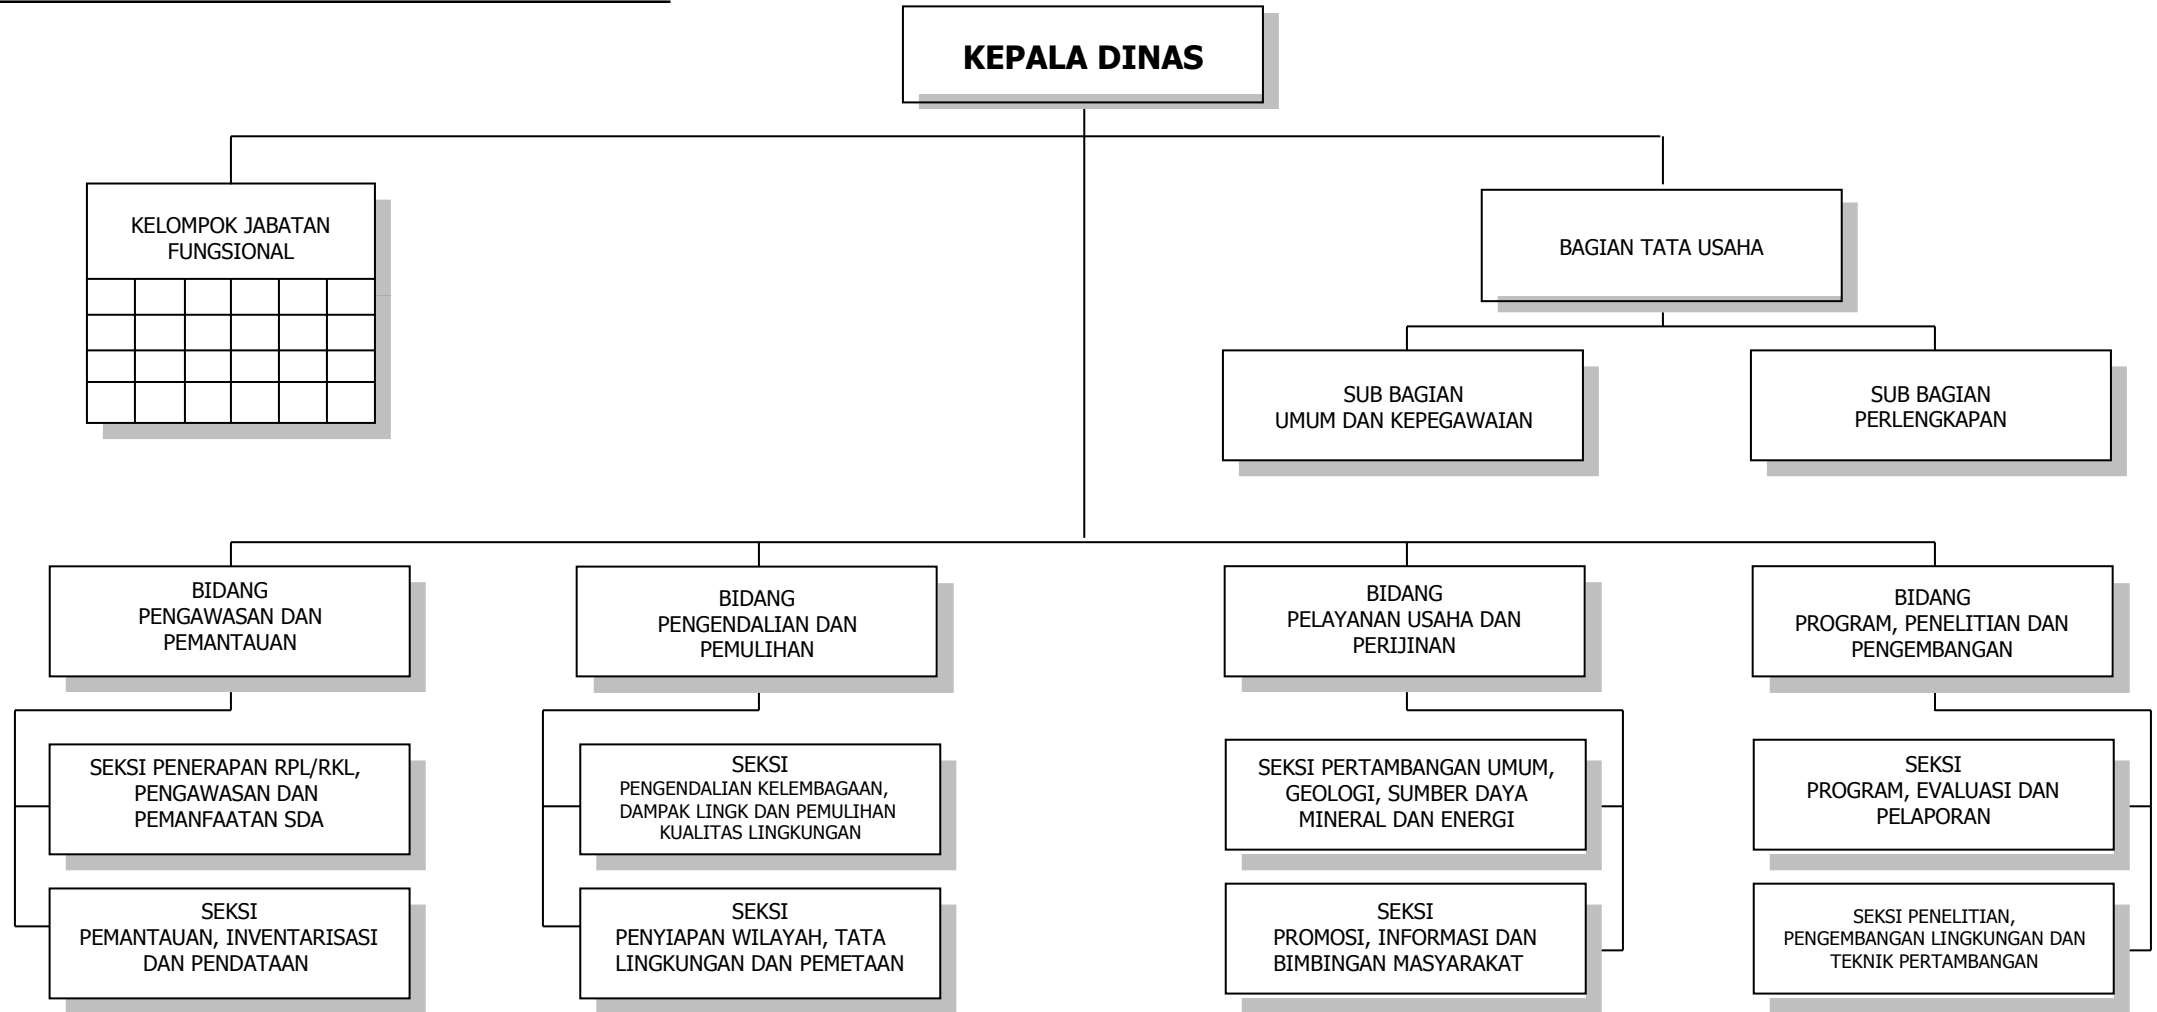 KEPALA DINAS
KELOMPOK JABATAN
FUNGSIONAL
BAGIAN TATA USAHA
SUB BAGIAN
UMUM DAN KEPEGAWAIAN
SUB BAGIAN
PERLENGKAPAN
BIDANG
PENGAWASAN DAN
PEMANTAUAN
BIDANG
PENGENDALIAN DAN
PEMULIHAN
BIDANG
PELAYANAN USAHA DAN
PERIJINAN
BIDANG
PROGRAM, PENELITIAN DAN
PENGEMBANGAN
SEKSI PENERAPAN RPL/RKL,
PENGAWASAN DAN
PEMANFAATAN SDA
SEKSI
PENGENDALIAN KELEMBAGAAN,
DAMPAK LINGK DAN PEMULIHAN
KUALITAS LINGKUNGAN
SEKSI PERTAMBANGAN UMUM,
GEOLOGI, SUMBER DAYA
MINERAL DAN ENERGI
SEKSI
PROGRAM, EVALUASI DAN
PELAPORAN
SEKSI
PEMANTAUAN, INVENTARISASI
DAN PENDATAAN
SEKSI
PENYIAPAN WILAYAH, TATA
LINGKUNGAN DAN PEMETAAN
SEKSI
PROMOSI, INFORMASI DAN
BIMBINGAN MASYARAKAT
SEKSI PENELITIAN,
PENGEMBANGAN LINGKUNGAN DAN
TEKNIK PERTAMBANGAN